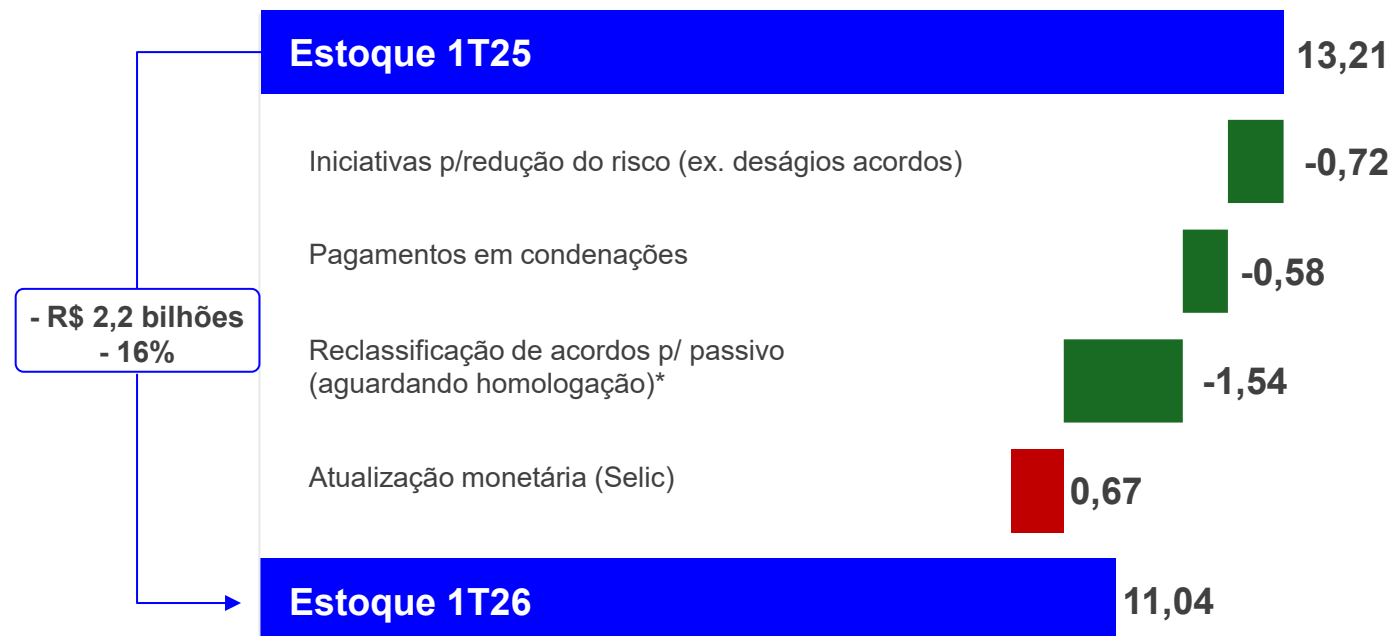 Estoque 1T25
13,21
Iniciativas p/redução do risco (ex. deságios acordos)
-0,72
Pagamentos em condenações
-0,58
- R$ 2,2 bilhões
- 16%
Reclassificação de acordos p/ passivo
(aguardando homologação)*
-1,54
Atualização monetária (Selic)
0,67
Estoque 1T26
11,04